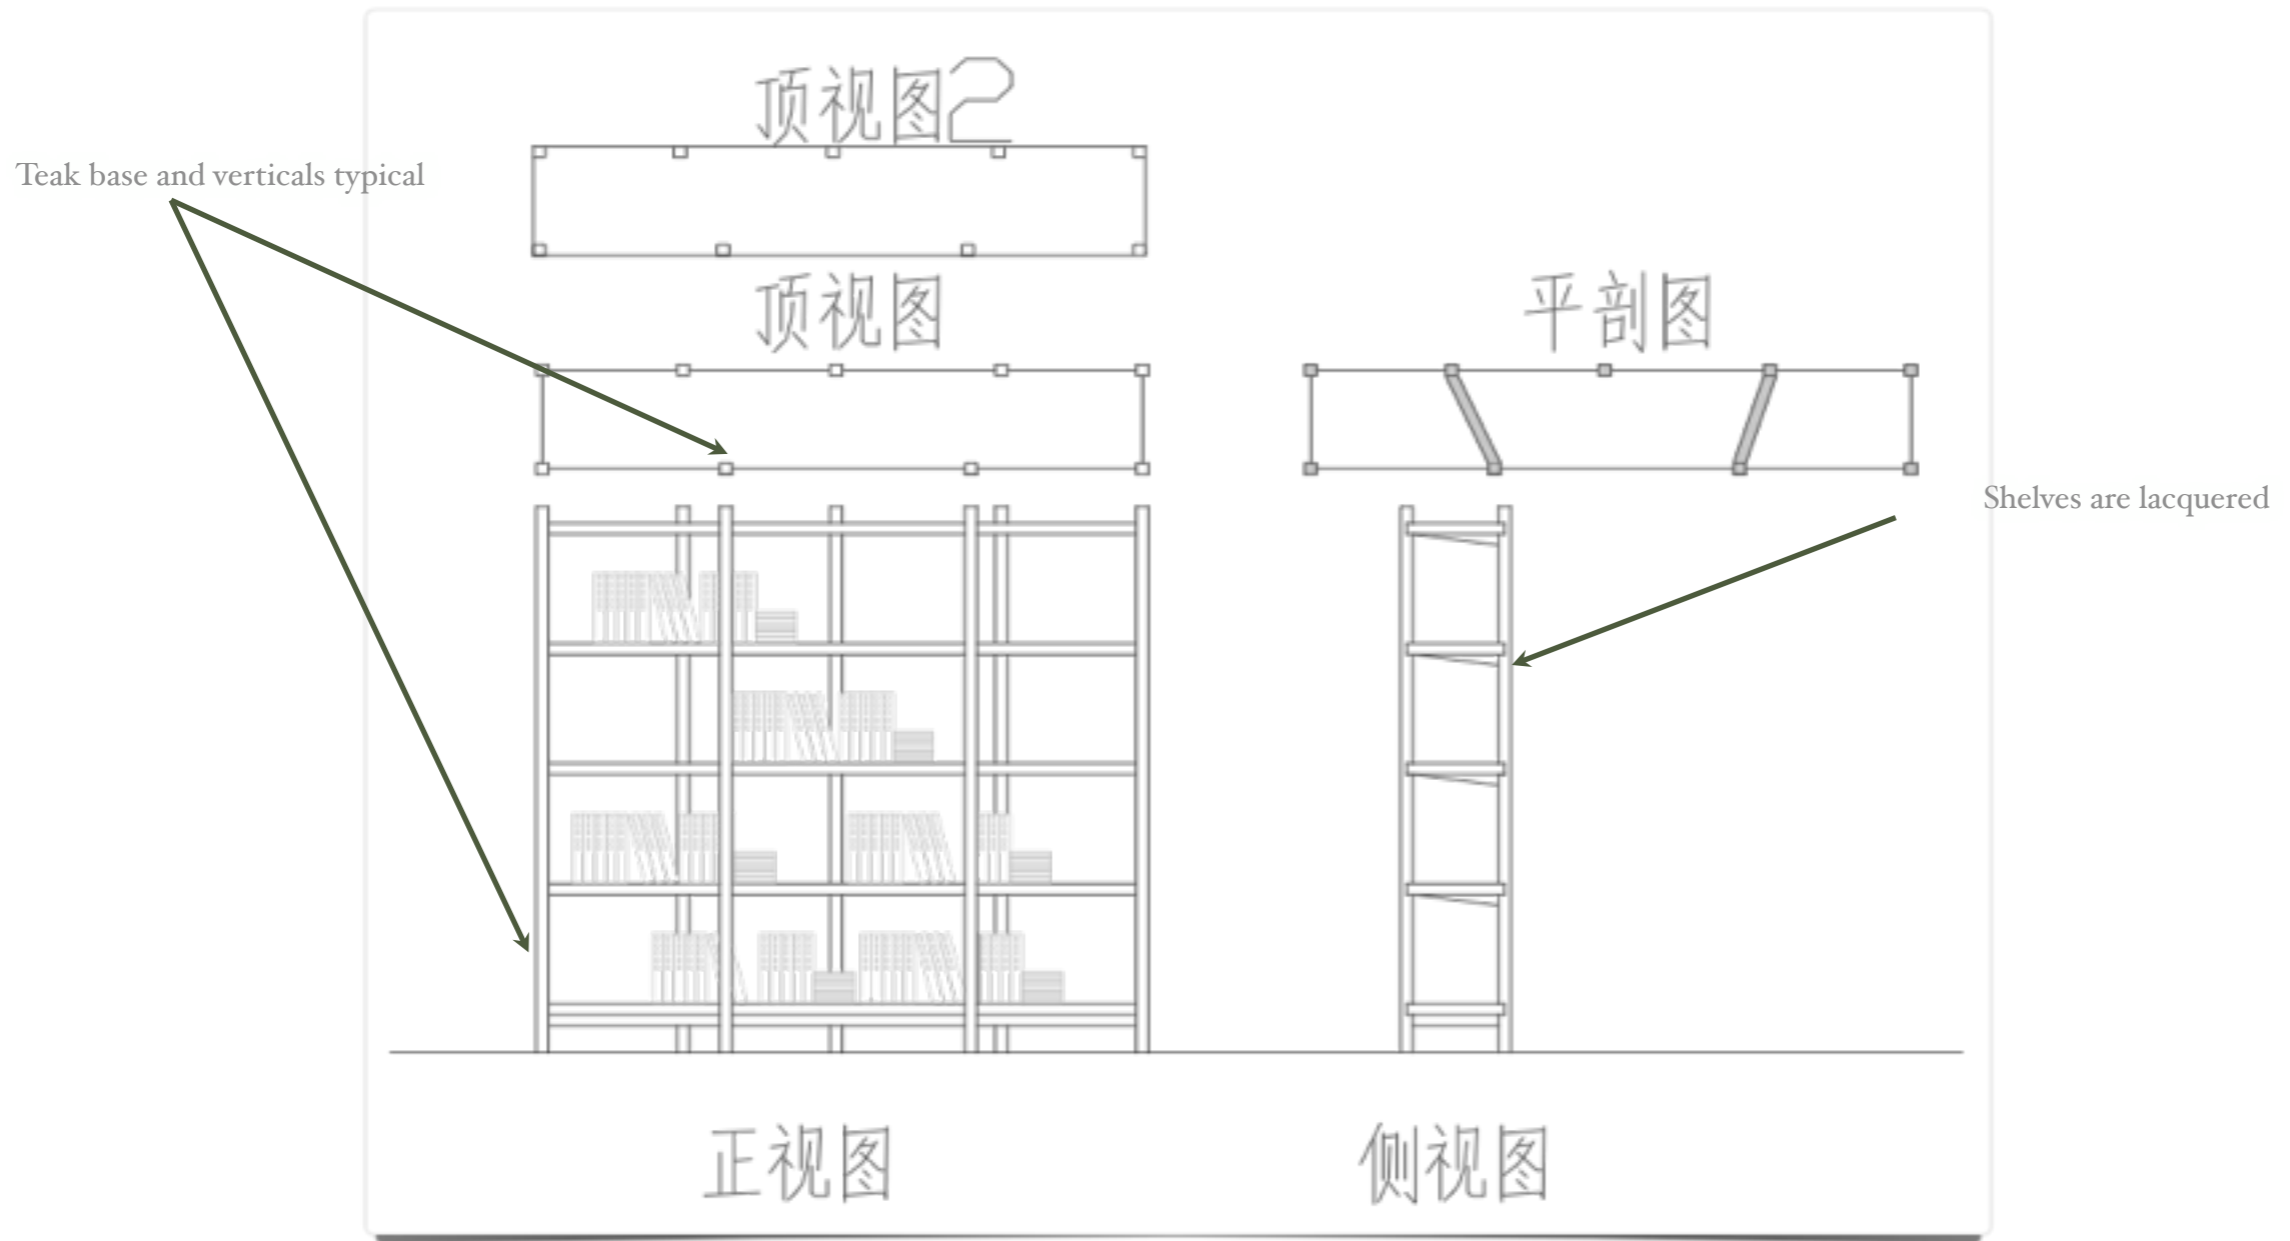 顶视图2
Teak base and verticals typical
顶视图
平剖图
Shelves are lacquered
正视图
侧视图